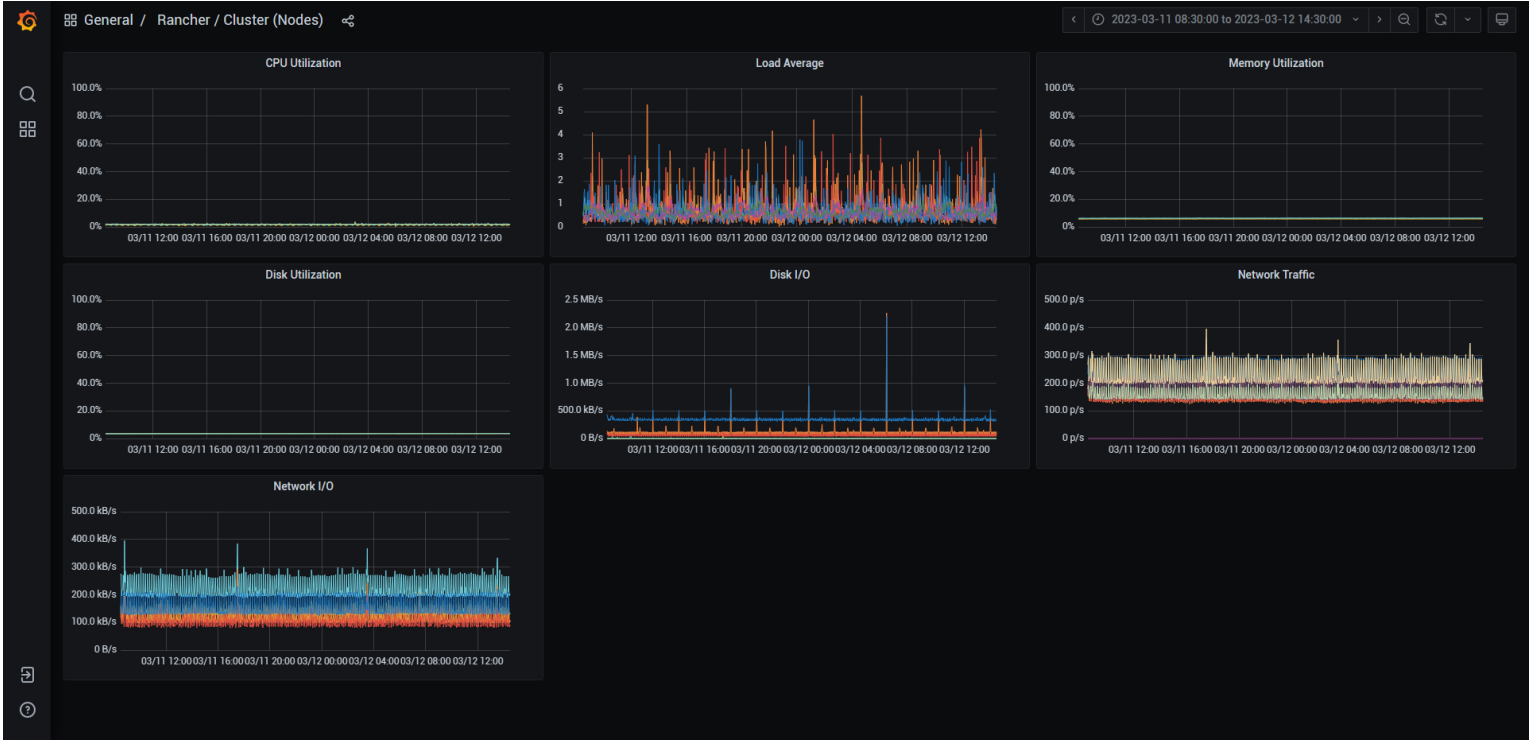 General / Rancher / Cluster (Nodes)
2023-03-11 08:30:00 to 2023-03-12 14:30:00
CPU Utilization
100.0%
80.0%
60.0%
40.0%
20.0%
0%
03/11 12:00 03/11 16:00 03/11 20:00 03/12 00:00 03/12 04:00 03/12 08:00 03/12 12:00
Load Average
6
5
4
3
2
1
0
03/11 12:00 03/11 16:00 03/11 20:00 03/12 00:00 03/12 04:00 03/12 08:00 03/12 12:00
Memory Utilization
100.0%
80.0%
60.0%
40.0%
20.0%
0%
03/11 12:00 03/11 16:00 03/11 20:00 03/12 00:00 03/12 04:00 03/12 08:00 03/12 12:00
Disk Utilization
100.0%
80.0%
60.0%
40.0%
20.0%
0%
03/11 12:00 03/11 16:00 03/11 20:00 03/12 00:00 03/12 04:00 03/12 08:00 03/12 12:00
Disk I/O
2.5 MB/s
2.0 MB/s
1.5 MB/s
1.0 MB/s
500.0 kB/s
0 B/s
03/11 12:00 03/11 16:00 03/11 20:00 03/12 00:00 03/12 04:00 03/12 08:00 03/12 12:00
Network Traffic
500.0 p/s
400.0 p/s
300.0 p/s
200.0 p/s
100.0 p/s
0 p/s
03/11 12:00 03/11 16:00 03/11 20:00 03/12 00:00 03/12 04:00 03/12 08:00 03/12 12:00
Network I/O
500.0 kB/s
400.0 kB/s
300.0 kB/s
200.0 kB/s
100.0 kB/s
0 B/s
03/11 12:00 03/11 16:00 03/11 20:00 03/12 00:00 03/12 04:00 03/12 08:00 03/12 12:00